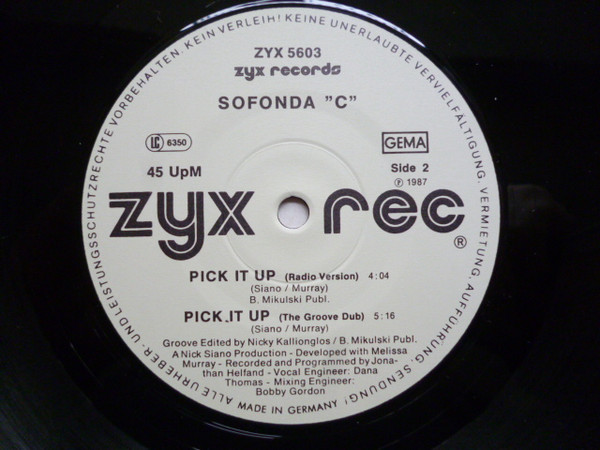 ALLE URHEBER- UND LEISTUNGSSCHUTZRECHTE VORBEHALTEN. KEIN VERLEIH! KEINE UNERLAUBTE VERVIELFÄLTIGUNG, VERMIETUNG, AUFFÜHRUNG, SENDUNG!
ZYX 5603
zyx records
SOFONDA "C"
LC 6350
GEMA
45 UpM
Side 2
℗ 1987
zyx rec ®
PICK IT UP (Radio Version) 4:04
(Siano / Murray)
B. Mikulski Publ.
PICK IT UP (The Groove Dub) 5:16
(Siano / Murray)
Groove Edited by Nicky Kallionglos / B. Mikulski Publ.
A Nick Siano Production - Developed with Melissa
Murray - Recorded and Programmed by Jona-
than Helfand - Vocal Engineer: Dana
Thomas - Mixing Engineer:
Bobby Gordon
MADE IN GERMANY